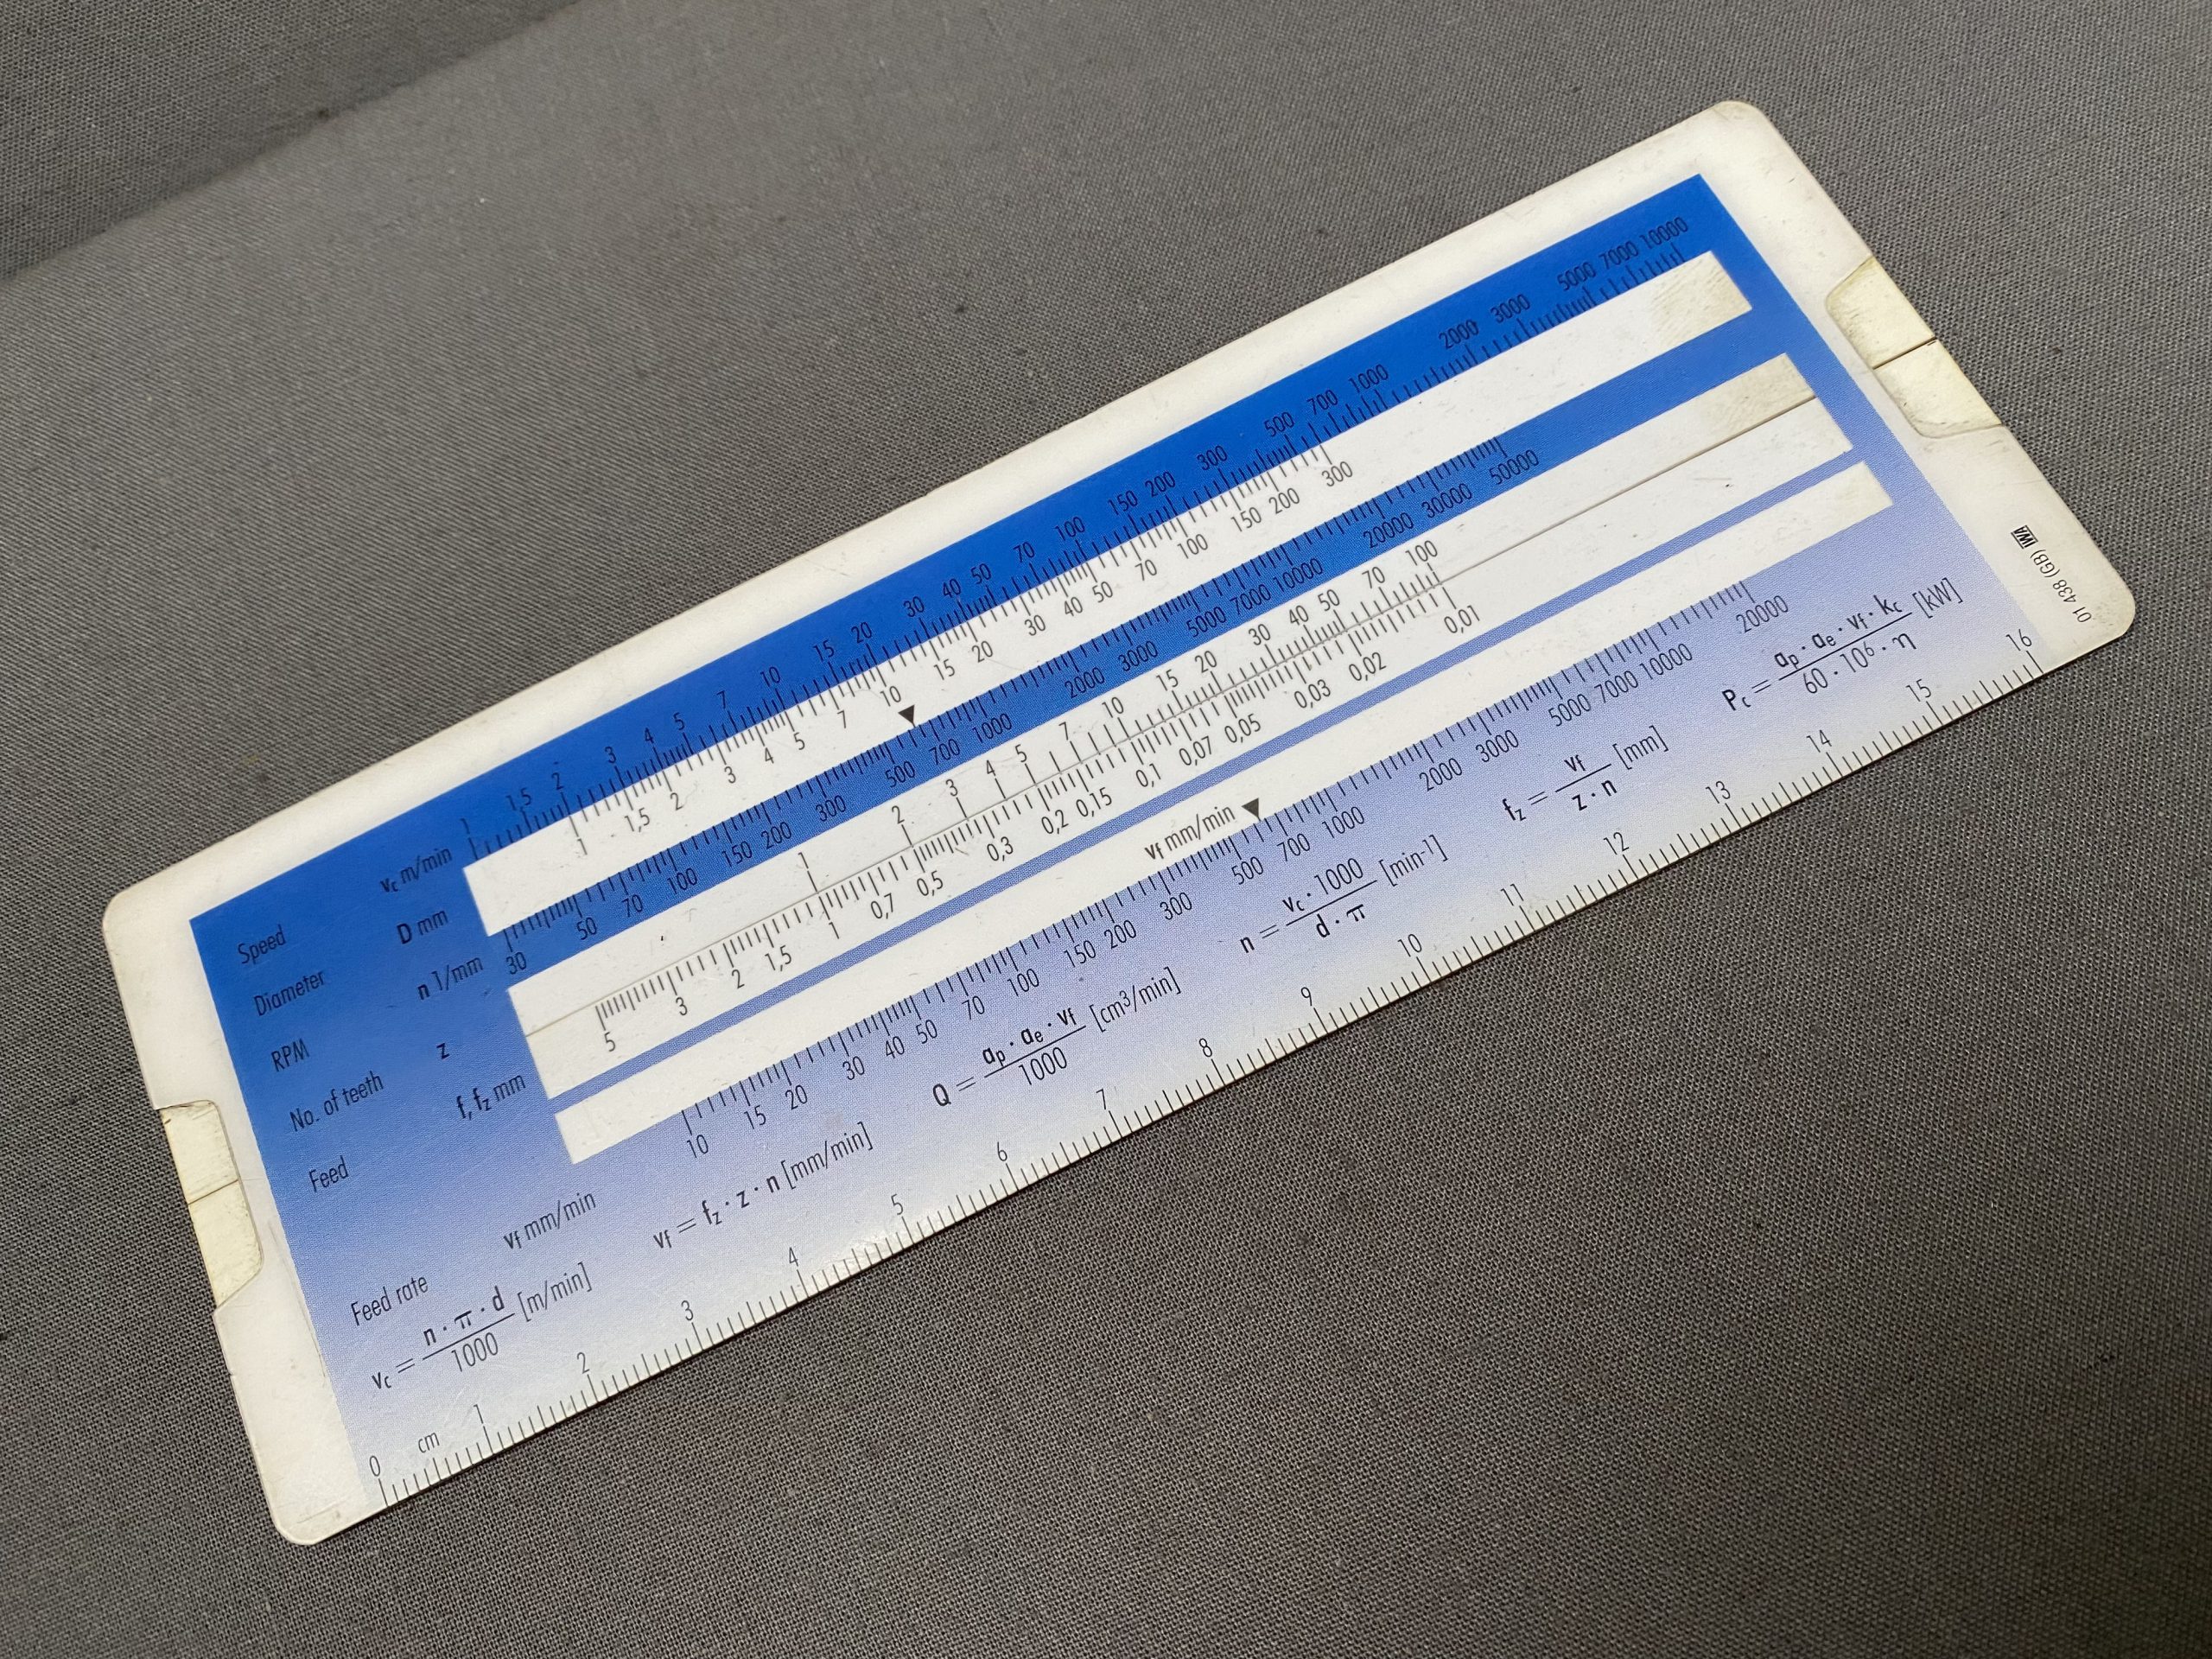 Speed vc m/min 1 1,5 2 3 4 5 7 10 15 20 30 40 50 70 100 150 200 300 500 700 1000 2000 3000 5000 7000 10000
Diameter D mm 1 1,5 2 3 4 5 7 10 15 20 30 40 50 70 100 150 200 300
RPM n 1/mm 30 50 70 100 150 200 300 500 700 1000 2000 3000 5000 7000 10000 20000 30000 50000
No. of teeth z 1 2 3 4 5 7 10 15 20 30 40 50 70 100
Feed f, fz mm 5 3 2 1,5 1 0,7 0,5 0,3 0,2 0,15 0,1 0,07 0,05 0,03 0,02 0,01
vf mm/min
Feed rate vf mm/min 10 15 20 30 40 50 70 100 150 200 300 500 700 1000 2000 3000 5000 7000 10000 20000
vc = n · π · d / 1000 [m/min] vf = fz · z · n [mm/min] Q = ap · ae · vf / 1000 [cm³/min] n = vc · 1000 / d · π [min-1] fz = vf / z · n [mm] Pc = ap · ae · vf · kc / 60 · 10⁶ · η [kW]
0 cm 1 2 3 4 5 6 7 8 9 10 11 12 13 14 15 16
01 438 (GB) IWA